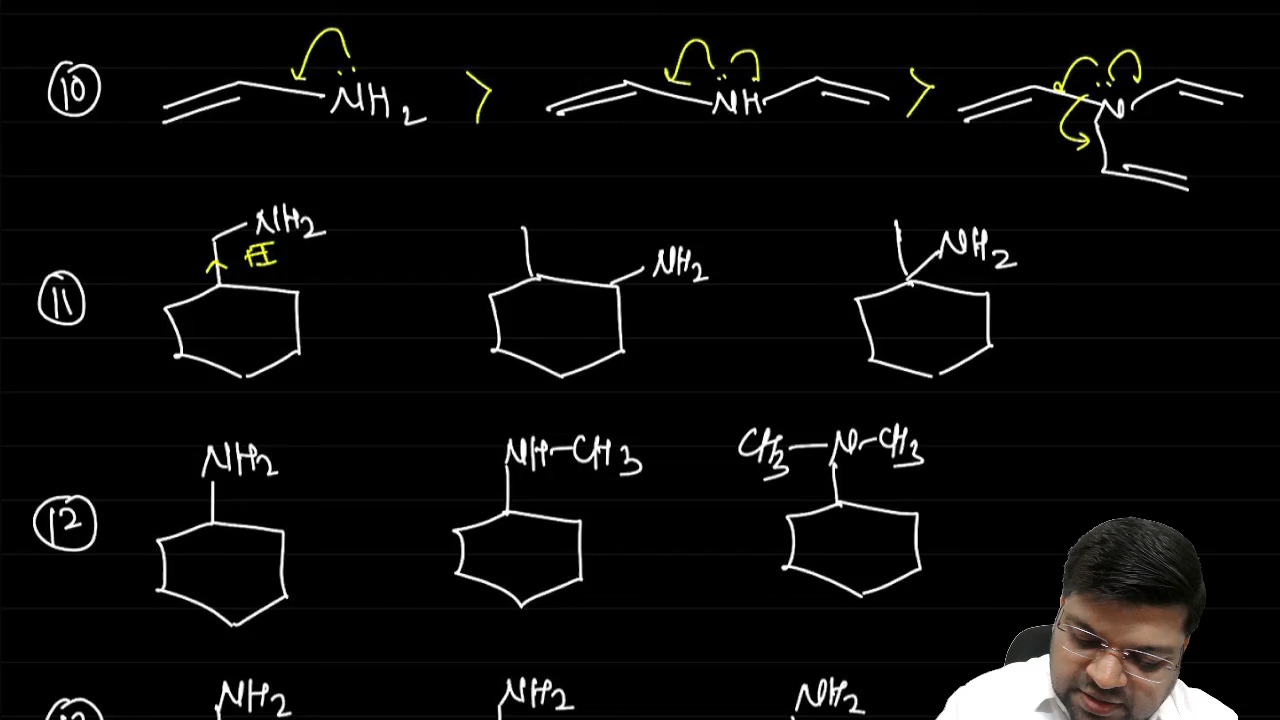 10 NH2 > NH > N
11 NH2 NH2 NH2
+I
12 NH2 NH-CH3 CH3-N-CH3
NH2 NH2 NH2